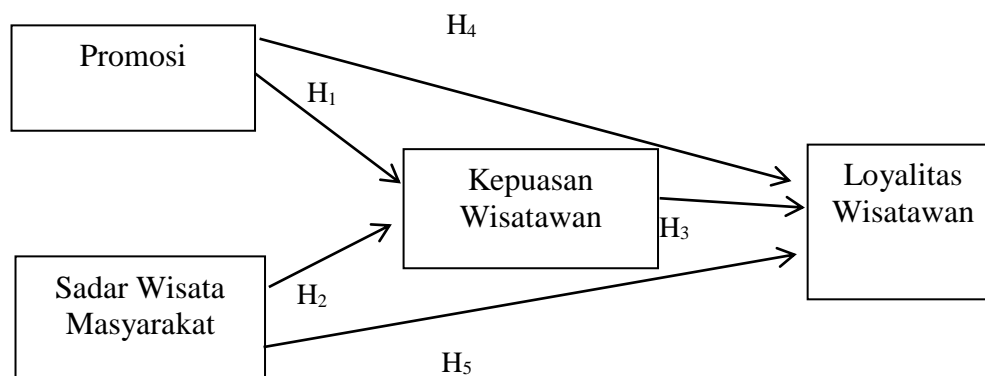 H₄
Promosi
H₁
Kepuasan
Wisatawan
Loyalitas
Wisatawan
H₃
Sadar Wisata
Masyarakat
H₂
H₅